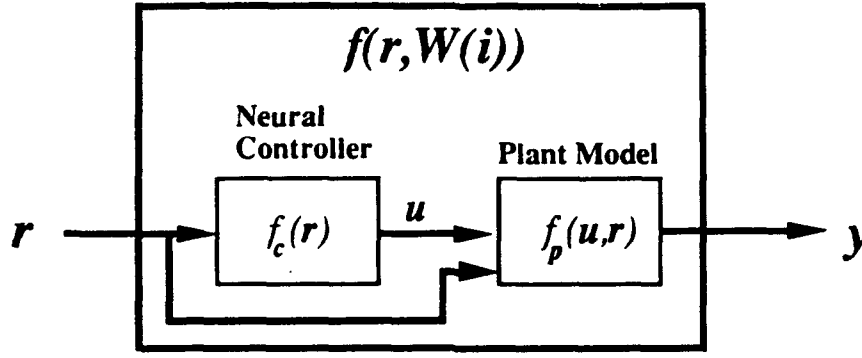 f(r,W(i))
Neural
Controller
Plant Model
r
f_c(r)
u
f_p(u,r)
y